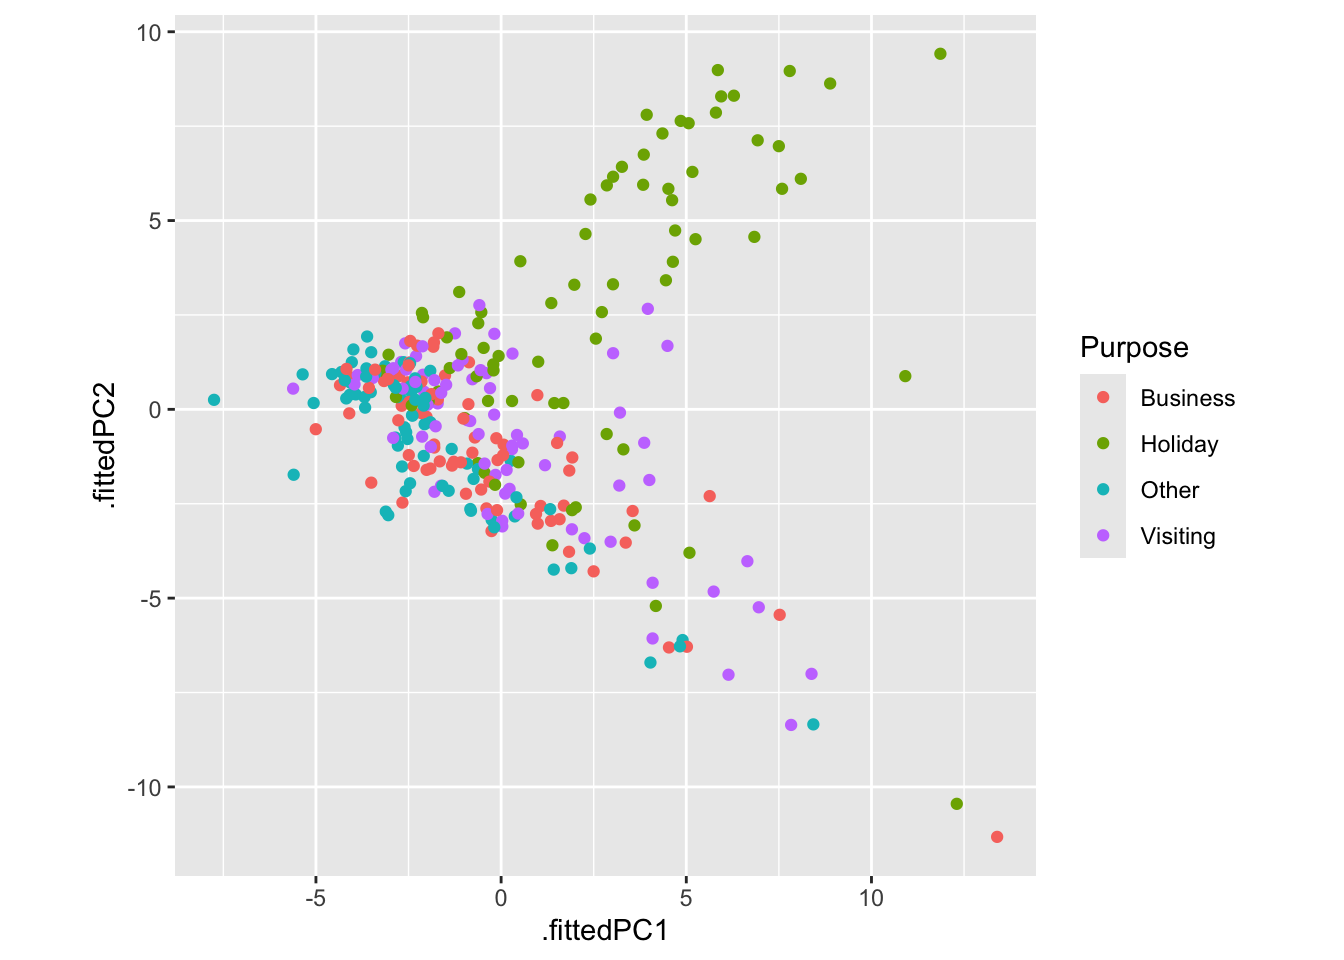 10
5
0
-5
-10
.fittedPC2
-5
0
5
10
.fittedPC1
Purpose
Business
Holiday
Other
Visiting